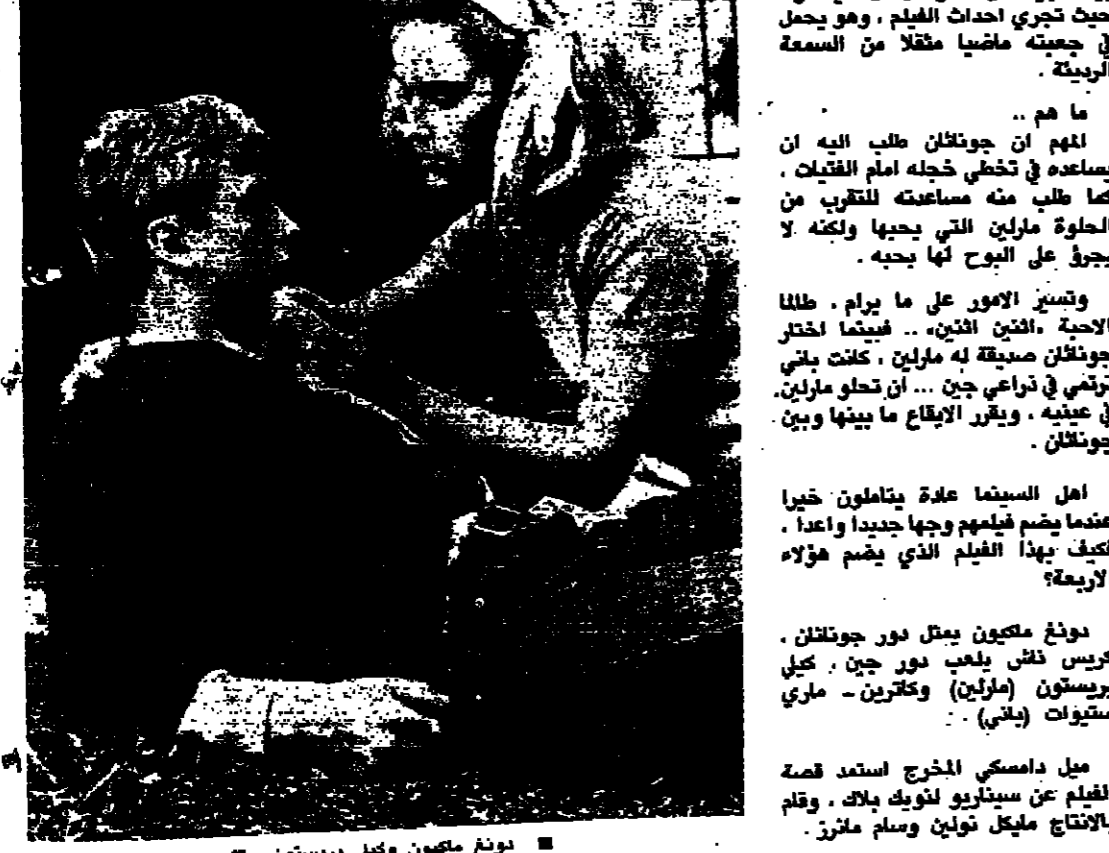 حيث تجري احداث الفيلم ، وهو يحمل
في جعبته ماضيا مثقلا من السمعة
الرديئة .
ما هم ..
المهم ان جوناثان طلب اليه ان
يساعده في تخطي خجله امام الفتيات ،
كما طلب منه مساعدته للتقرب من
الحلوة مارلين التي يحبها ولكنه لا
يجرؤ على البوح لها بحبه .
وتسير الامور على ما يرام ، طالما
الاحبة «اثنين اثنين» .. فبينما اختار
جوناثان صديقة له مارلين ، كانت باني
ترتمي في ذراعي جين ... ان تحلو مارلين
في عينيه ، ويقرر الايقاع ما بينها وبين
جوناثان .
اهل السينما عادة يتاملون خيرا
عندما يضم فيلمهم وجها جديدا واعدا ،
فكيف بهذا الفيلم الذي يضم هؤلاء
الاربعة؟
دونغ ماكيون يمثل دور جوناثان ،
كريس ناش يلعب دور جين ، كيلي
بريستون (مارلين) وكاترين - ماري
ستيوات (باني) .
ميل دامسكي المخرج استمد قصة
الفيلم عن سيناريو لنويك بلاك ، وقام
بالانتاج مايكل نولين وسام مانرز .
■ دونغ ماكيون وكيلي بريستون